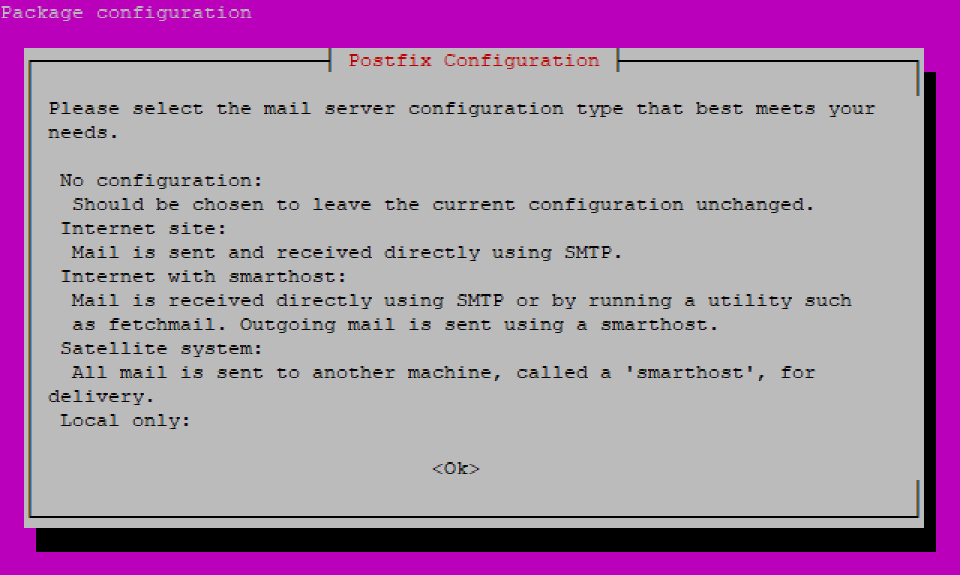 Package configuration
Postfix Configuration
Please select the mail server configuration type that best meets your
needs.
No configuration:
Should be chosen to leave the current configuration unchanged.
Internet site:
Mail is sent and received directly using SMTP.
Internet with smarthost:
Mail is received directly using SMTP or by running a utility such
as fetchmail. Outgoing mail is sent using a smarthost.
Satellite system:
All mail is sent to another machine, called a 'smarthost', for
delivery.
Local only:
<Ok>